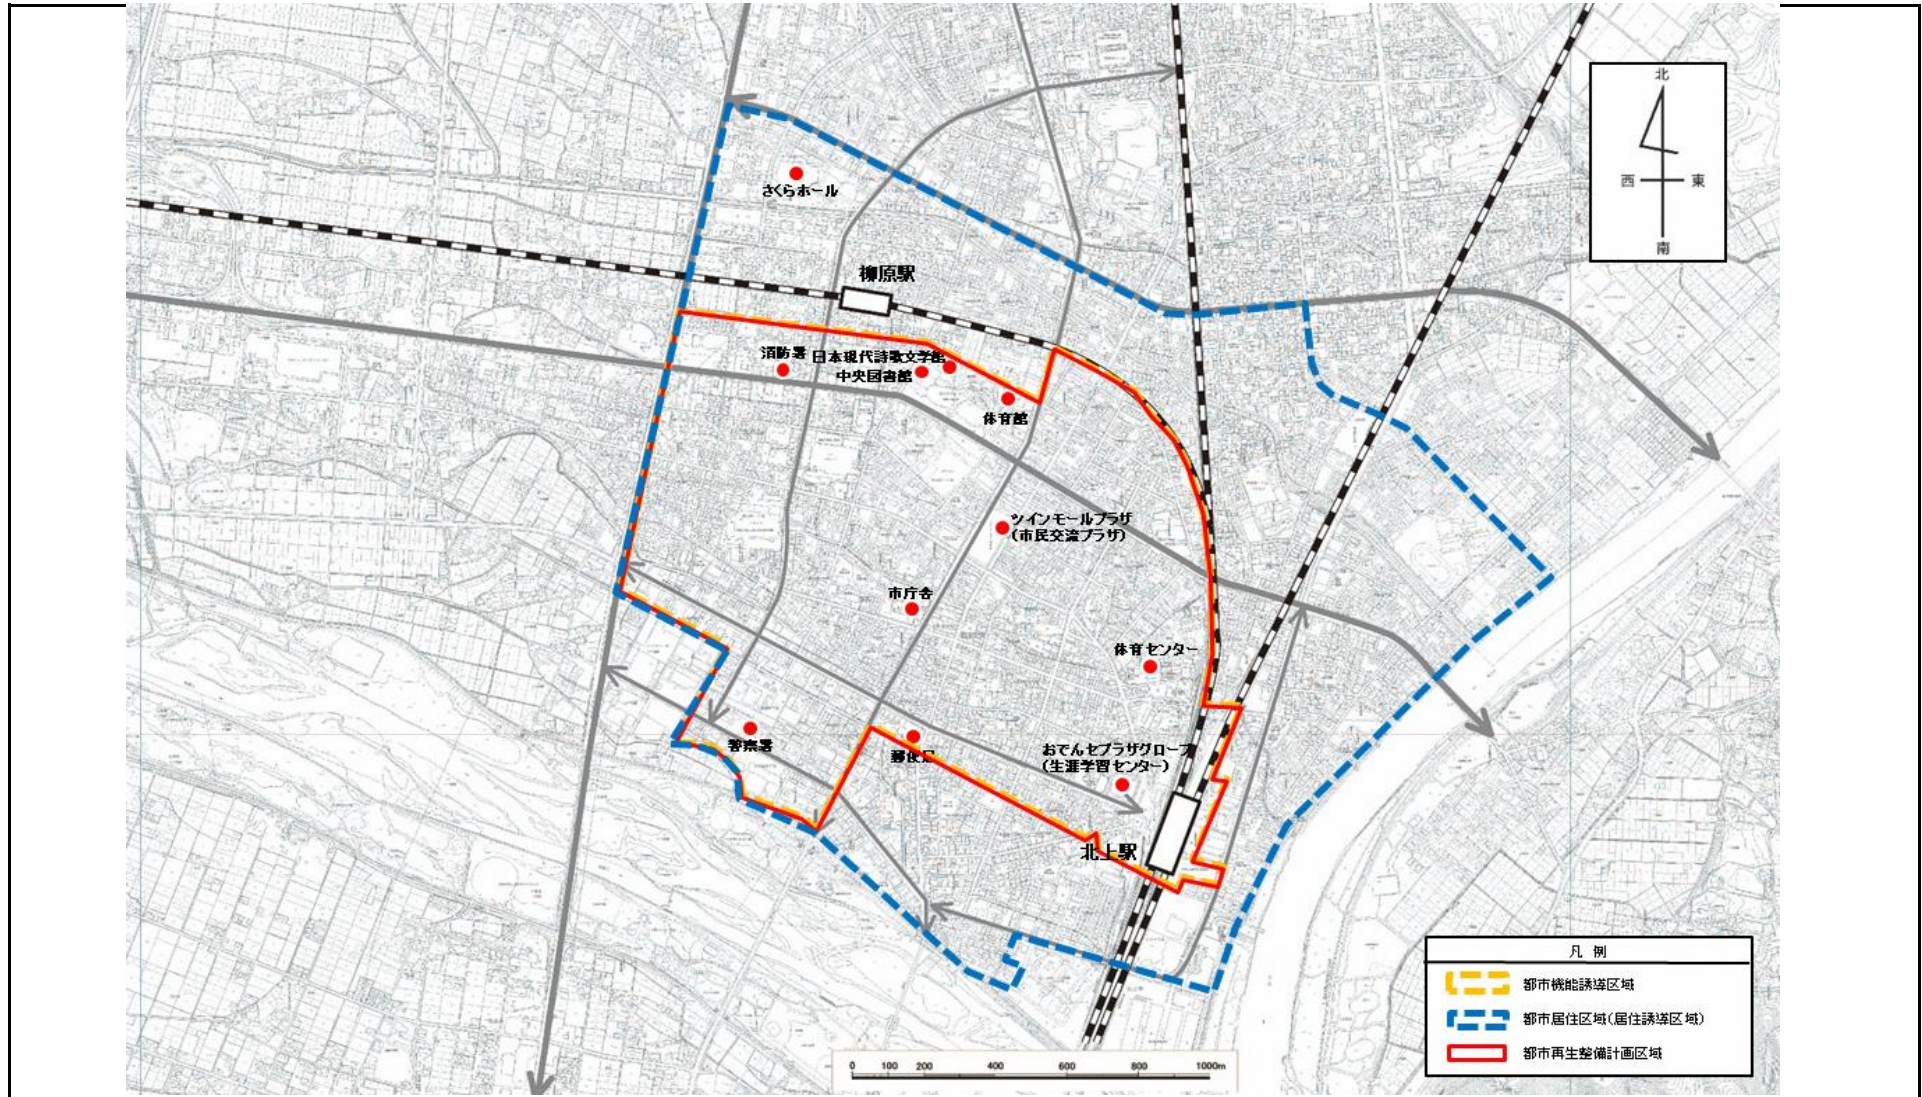 北
西 東
南
さくらホール
柳原駅
消防署
日本現代詩歌文学館
中央図書館
体育館
ツインモールプラザ
(市民交流プラザ)
市庁舎
体育センター
警察署
郵便局
おでんせプラザグローブ
(生涯学習センター)
北上駅
凡 例
都市機能誘導区域
都市居住区域(居住誘導区域)
都市再生整備計画区域
0 100 200 400 600 800 1000m